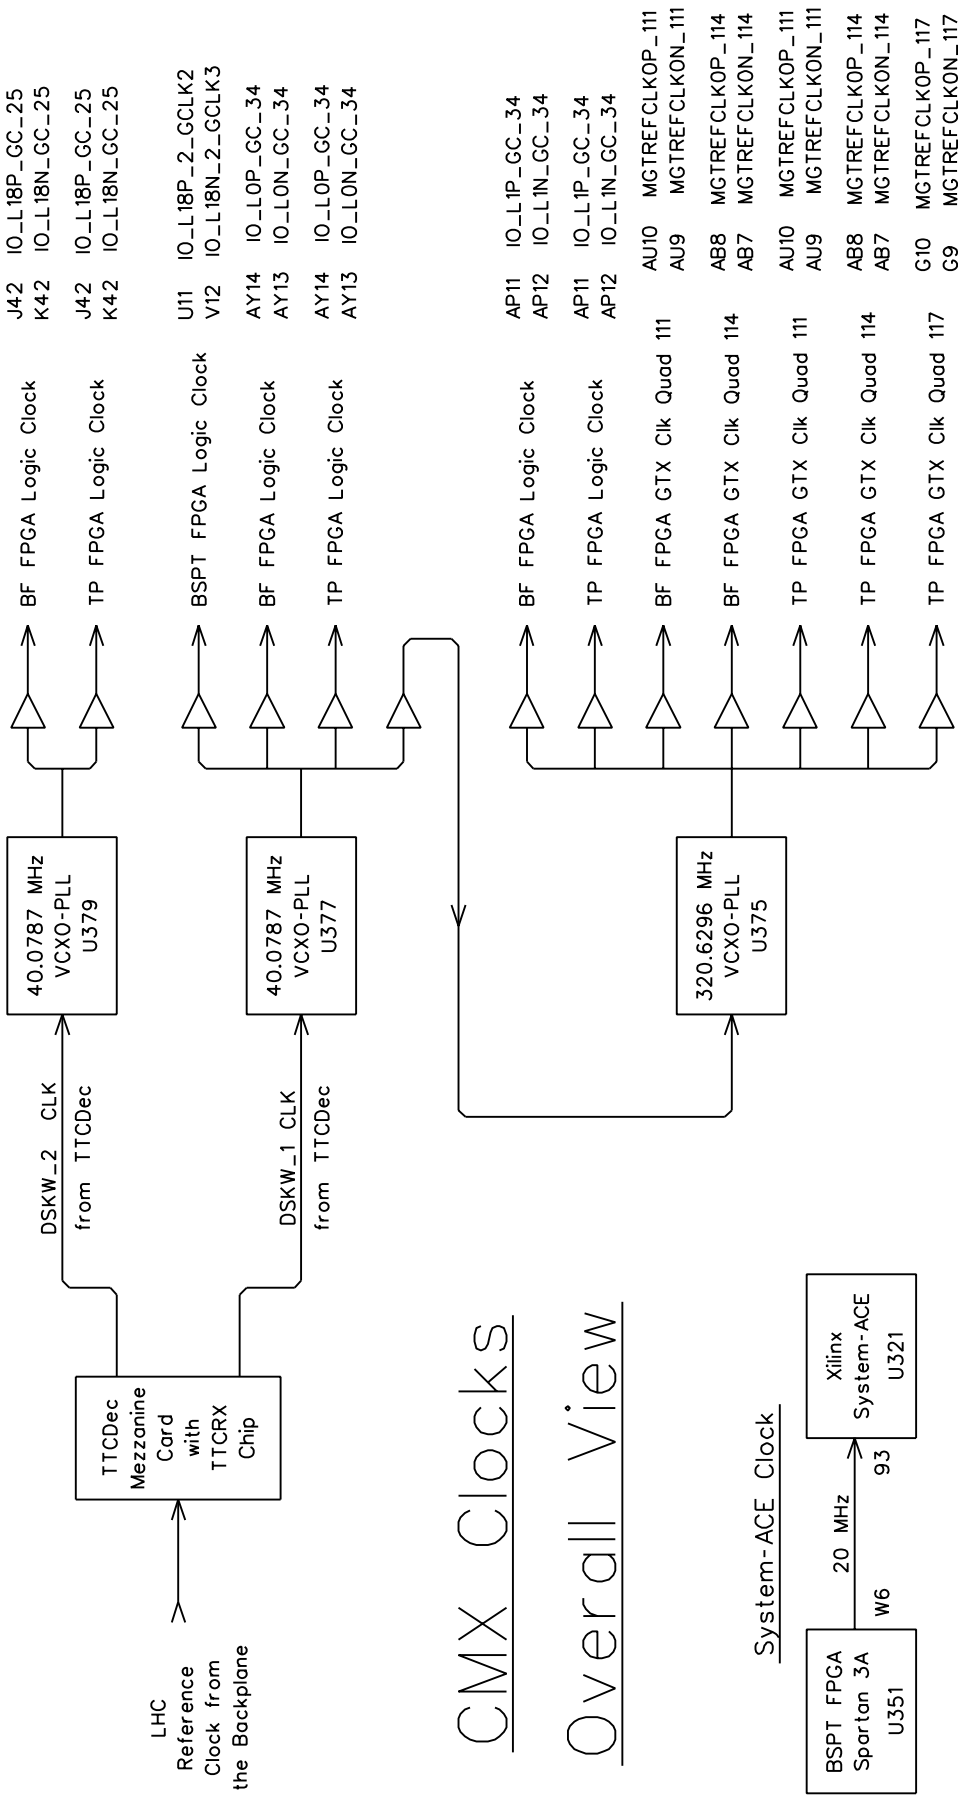 LHC
Reference
Clock from
the Backplane
TTCDec
Mezzanine
Card
with
TTCRX
Chip
DSKW_2 CLK
from TTCDec
DSKW_1 CLK
from TTCDec
40.0787 MHz
VCXO-PLL
U379
40.0787 MHz
VCXO-PLL
U377
320.6296 MHz
VCXO-PLL
U375
BF FPGA Logic Clock J42 IO_L18P_GC_25
K42 IO_L18N_GC_25
TP FPGA Logic Clock J42 IO_L18P_GC_25
K42 IO_L18N_GC_25
BSPT FPGA Logic Clock U11 IO_L18P_2_GCLK2
V12 IO_L18N_2_GCLK3
BF FPGA Logic Clock AY14 IO_L0P_GC_34
AY13 IO_L0N_GC_34
TP FPGA Logic Clock AY14 IO_L0P_GC_34
AY13 IO_L0N_GC_34
BF FPGA Logic Clock AP11 IO_L1P_GC_34
AP12 IO_L1N_GC_34
TP FPGA Logic Clock AP11 IO_L1P_GC_34
AP12 IO_L1N_GC_34
BF FPGA GTX Clk Quad 111 AU10 MGTREFCLK0P_111
AU9 MGTREFCLK0N_111
BF FPGA GTX Clk Quad 114 AB8 MGTREFCLK0P_114
AB7 MGTREFCLK0N_114
TP FPGA GTX Clk Quad 111 AU10 MGTREFCLK0P_111
AU9 MGTREFCLK0N_111
TP FPGA GTX Clk Quad 114 AB8 MGTREFCLK0P_114
AB7 MGTREFCLK0N_114
TP FPGA GTX Clk Quad 117 G10 MGTREFCLK0P_117
G9 MGTREFCLK0N_117
CMX Clocks
Overall View
System-ACE Clock
BSPT FPGA
Spartan 3A
U351
20 MHz
W6 93
Xilinx
System-ACE
U321